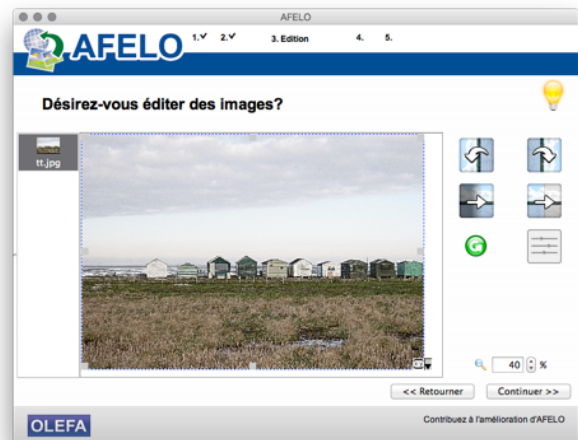 AFELO
AFELO
1.✔ 2.✔ 3. Edition 4. 5.
Désirez-vous éditer des images?
tt.jpg
40 %
<< Retourner Continuer >>
OLEFA
Contribuez à l'amélioration d'AFELO